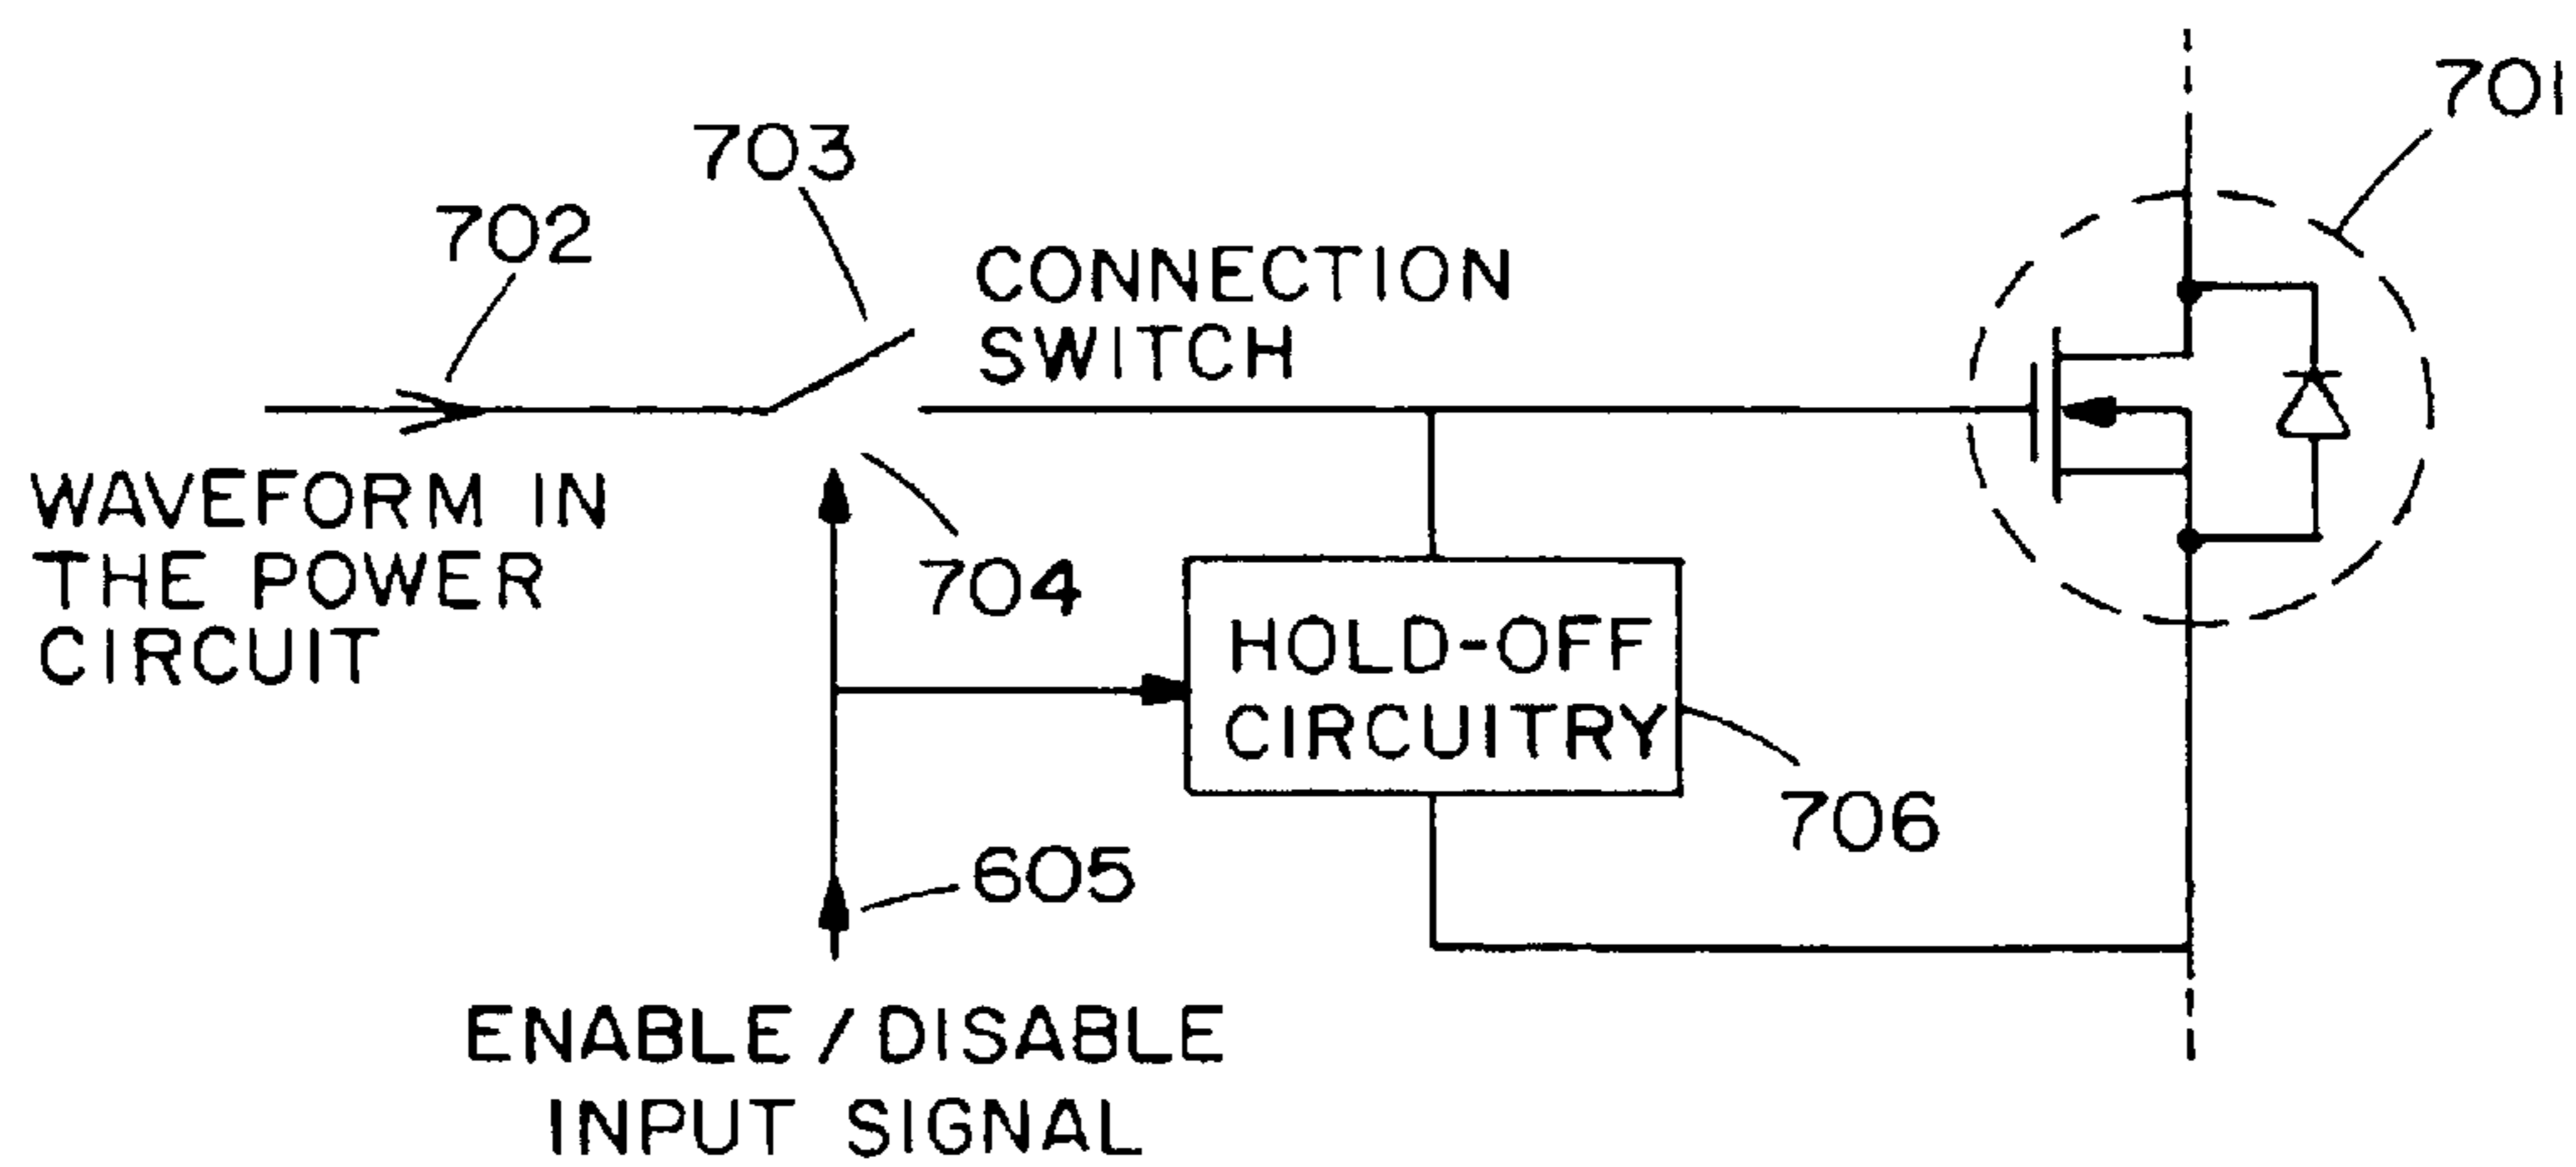 701
703
702
CONNECTION
SWITCH
WAVEFORM IN
THE POWER
CIRCUIT
704
HOLD-OFF
CIRCUITRY
706
605
ENABLE / DISABLE
INPUT SIGNAL